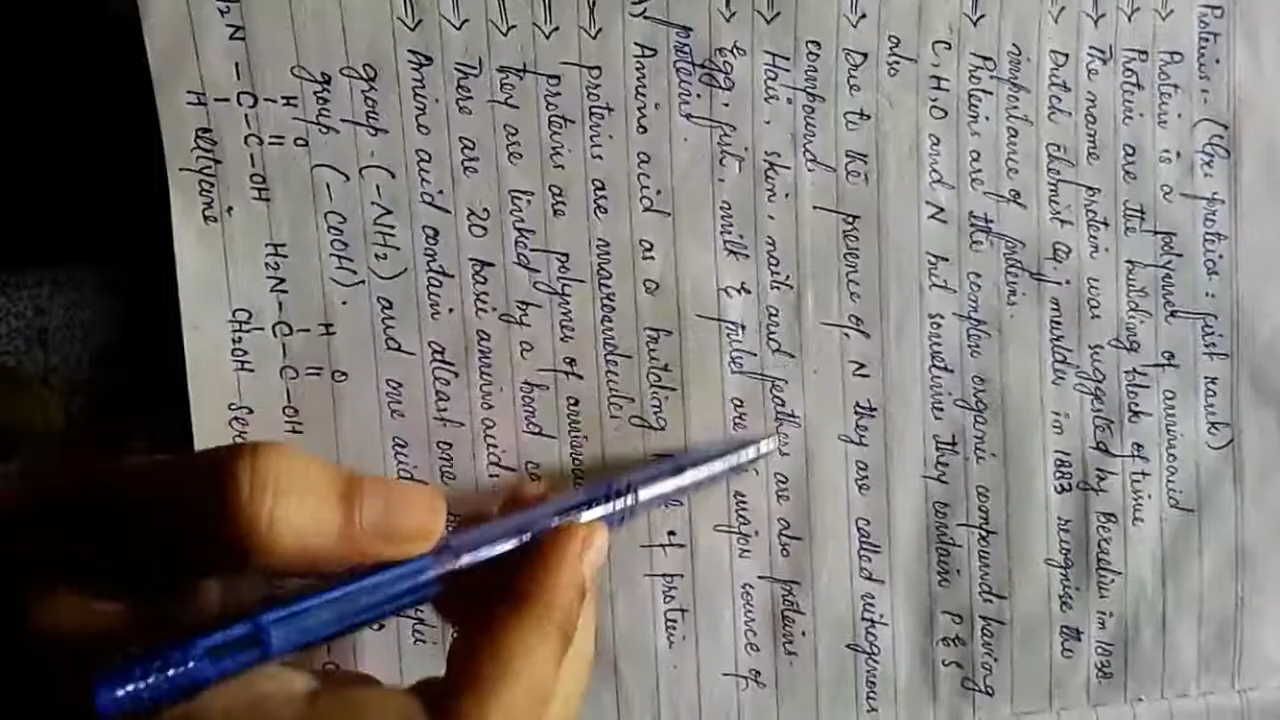 Proteins:- (Gr: proteios: first rank)
=> Protein is a polymer of aminoacid
=> Protein are the building block of tissue
=> The name protein was suggested by Berzelius in 1838.
=> Dutch chemist G.J mulder in 1883 recognise the
importance of proteins.
=> Proteins are the complex organic compounds having
C,H,O and N but sometime they contain P & S
also
=> Due to the presence of N they are called nitrogenous
compound.
=> Hair, skin, nails and feathers are also proteins.
=> Egg, fish, milk & pulses are major source of
protein.
Amino acid as a building of protein.
=> proteins are macromolecules.
=> proteins are polymer of amino
=> They are linked by a bond
=> There are 20 basic amino acids.
=> Amino acid contain atleast one
group. (-NH2) and one acid
group. (-COOH).
H O H O
N - C - C - OH H2N - C - C - OH
H CH2OH